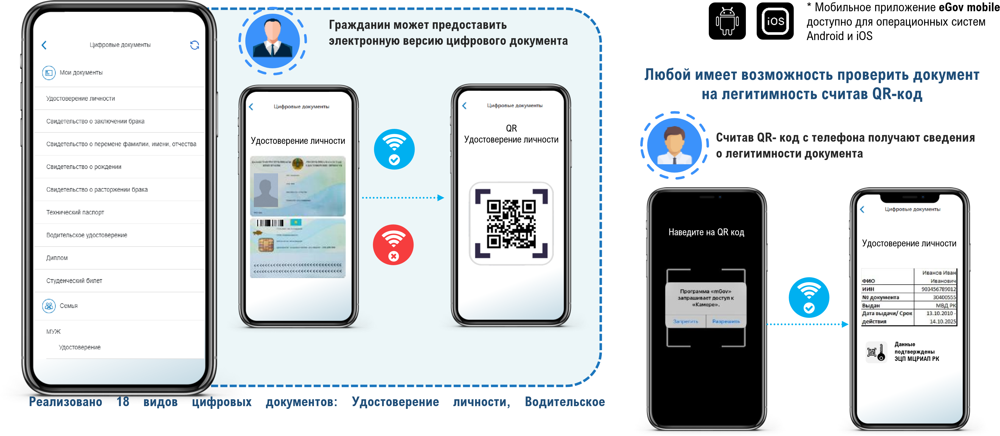 Цифровые документы
Мои документы
Удостоверение личности
Свидетельство о заключении брака
Свидетельство о перемене фамилии, имени, отчества
Свидетельство о рождении
Свидетельство о расторжении брака
Технический паспорт
Водительское удостоверение
Диплом
Студенческий билет
Семья
МУЖ
Удостоверение
Гражданин может предоставить
электронную версию цифрового документа
Цифровые документы
Удостоверение личности
Цифровые документы
QR
Удостоверение личности
Реализовано 18 видов цифровых документов: Удостоверение личности, Водительское
iOS
* Мобильное приложение eGov mobile
доступно для операционных систем
Android и iOS
Любой имеет возможность проверить документ
на легитимность считав QR-код
Считав QR- код с телефона получают сведения
о легитимности документа
Наведите на QR код
Программа «mGov»
запрашивает доступ к
«Камере».
Запретить Разрешить
Цифровые документы
Удостоверение личности
ФИО Иванов Иван Иванович
ИИН 903456789012
№ документа 30400555
Выдан МВД РК
Дата выдачи/ Срок 13.10.2010 -
действия 14.10.2025
Данные
подтверждены
ЭЦП МЦРИАП РК